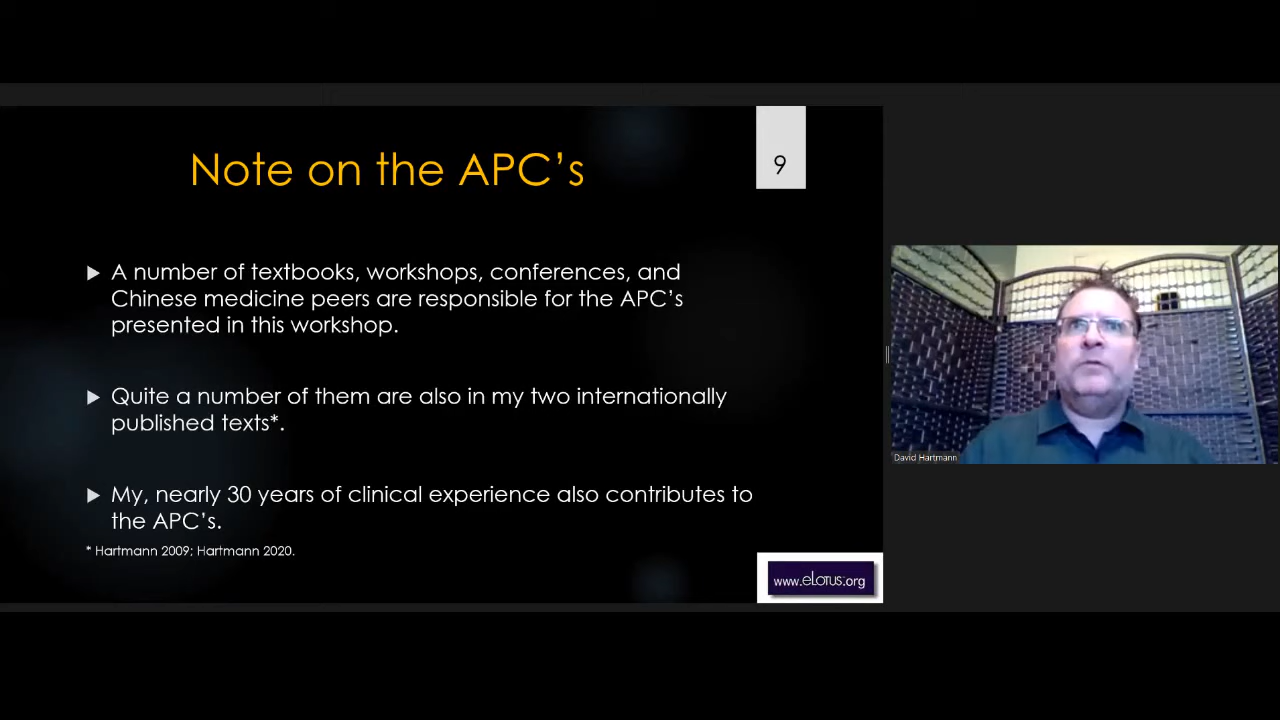 Note on the APC's
9
A number of textbooks, workshops, conferences, and
Chinese medicine peers are responsible for the APC's
presented in this workshop.
Quite a number of them are also in my two internationally
published texts*.
My, nearly 30 years of clinical experience also contributes to
the APC's.
* Hartmann 2009; Hartmann 2020.
www.eLotus.org
David Hartmann